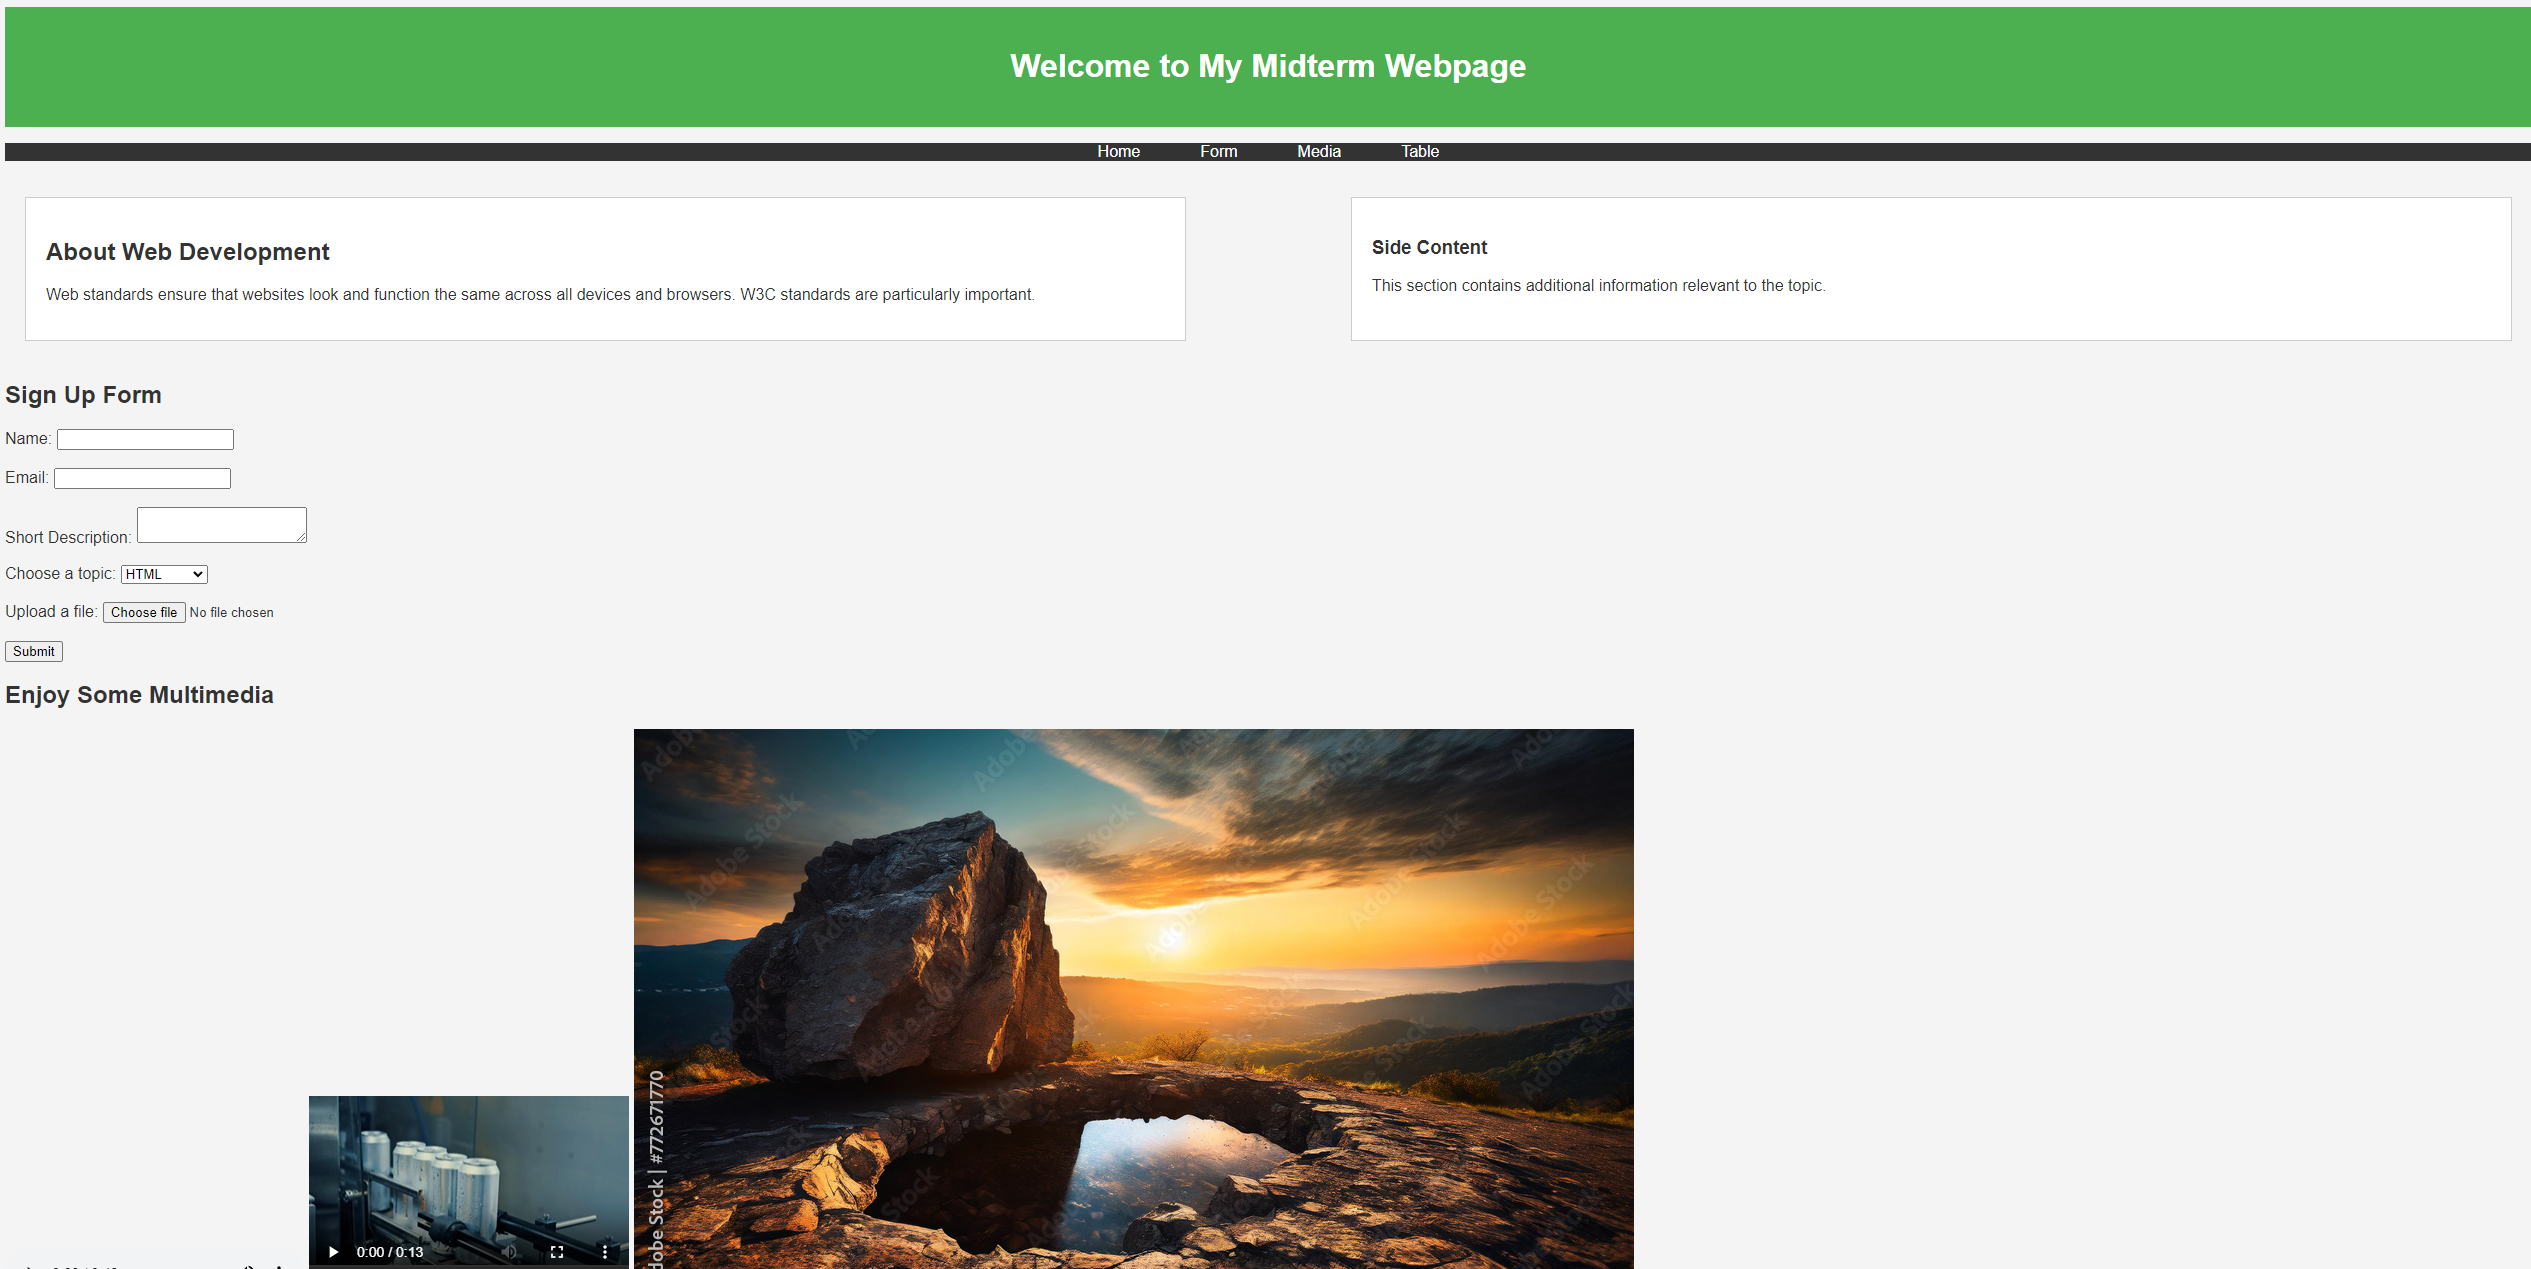 Welcome to My Midterm Webpage
Home Form Media Table
About Web Development
Web standards ensure that websites look and function the same across all devices and browsers. W3C standards are particularly important.
Side Content
This section contains additional information relevant to the topic.
Sign Up Form
Name:
Email:
Short Description:
Choose a topic: HTML
Upload a file: Choose file No file chosen
Submit
Enjoy Some Multimedia
Adobe Stock
Adobe Stock | #772671770
0:00 / 0:13